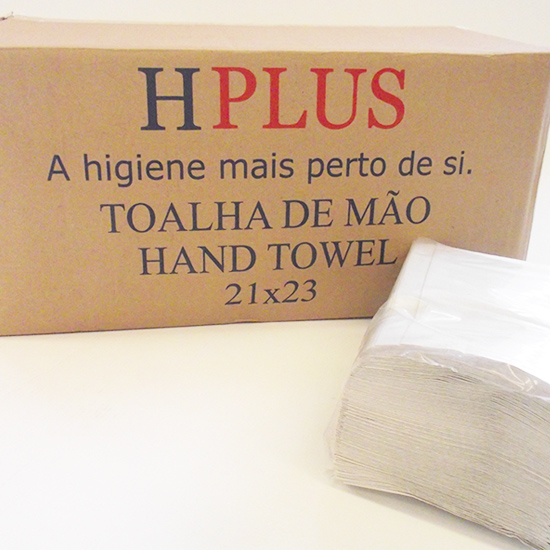 HPLUS
A higiene mais perto de si.
TOALHA DE MÃO
HAND TOWEL
21x23